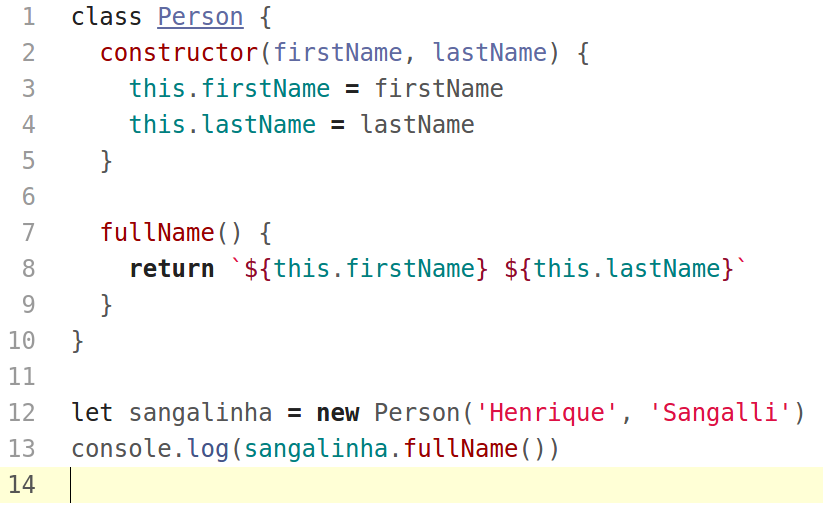 1 class Person {
2   constructor(firstName, lastName) {
3     this.firstName = firstName
4     this.lastName = lastName
5   }
6
7   fullName() {
8     return `${this.firstName} ${this.lastName}`
9   }
10 }
11
12 let sangalinha = new Person('Henrique', 'Sangalli')
13 console.log(sangalinha.fullName())
14